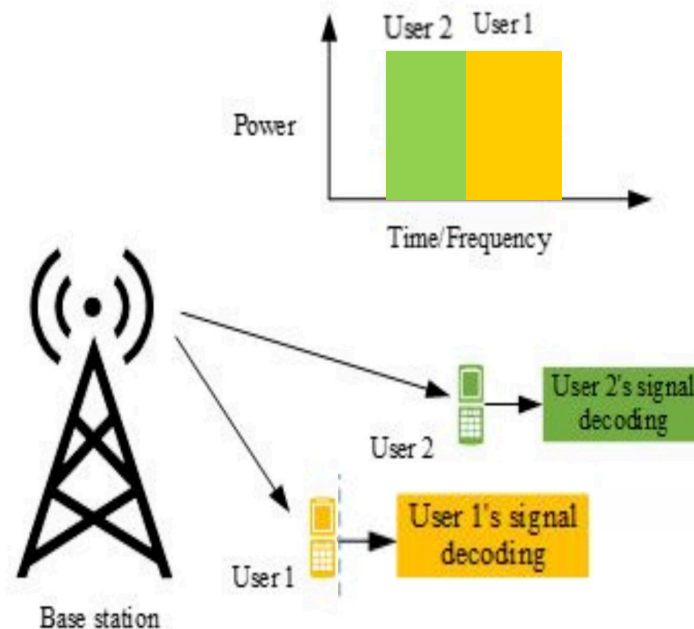 User 2 User 1
Power
Time/Frequency
User 2's signal
decoding
User 2
User 1's signal
decoding
User 1
Base station